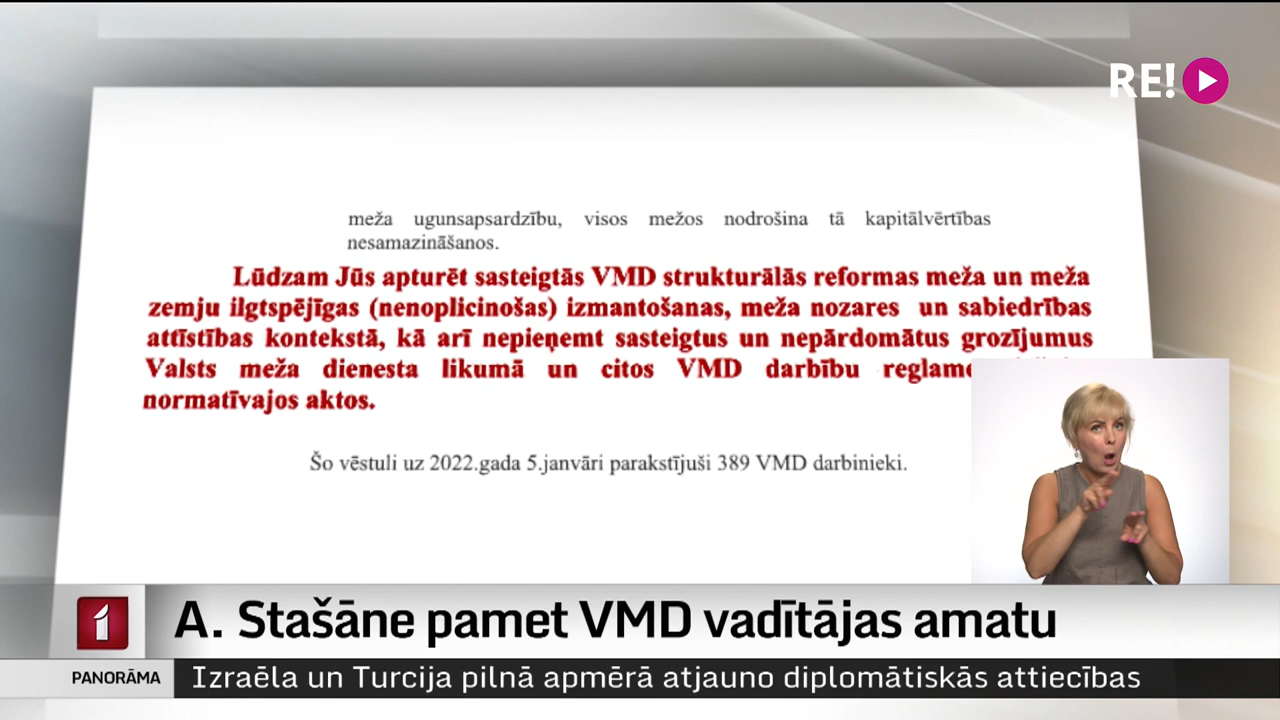 RE!
meža ugunsapsardzību, visos mežos nodrošina tā kapitālvērtības
nesamazināšanos.
Lūdzam Jūs apturēt sasteigtās VMD strukturālās reformas meža un meža
zemju ilgtspējīgas (nenoplicinošas) izmantošanas, meža nozares un sabiedrības
attīstības kontekstā, kā arī nepieņemt sasteigtus un nepārdomātus grozījumus
Valsts meža dienesta likumā un citos VMD darbību
normatīvajos aktos.
Šo vēstuli uz 2022.gada 5.janvāri parakstījuši 389 VMD darbinieki.
1 A. Stašāne pamet VMD vadītājas amatu
PANORĀMA Izraēla un Turcija pilnā apmērā atjauno diplomātiskās attiecības